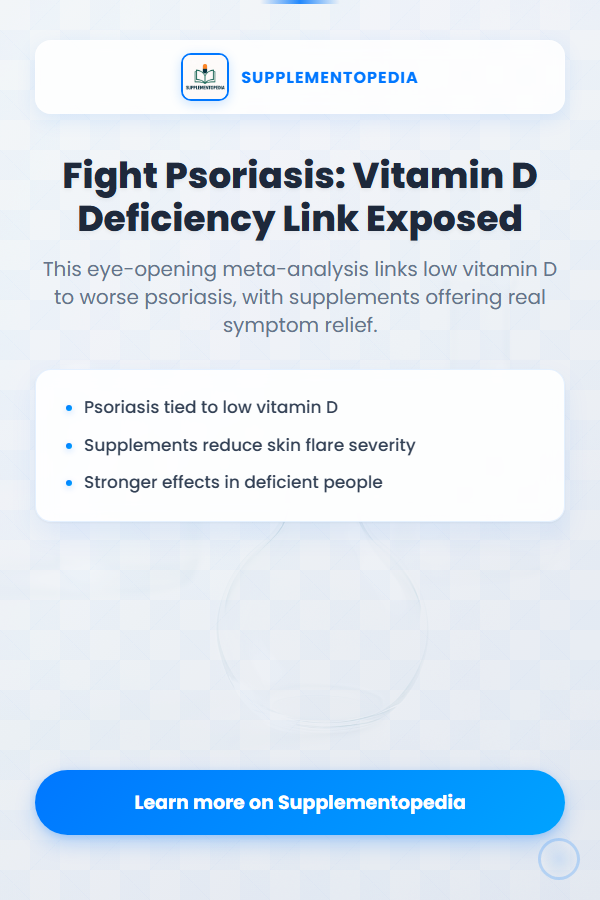 SUPPLEMENTOPEDIA
SUPPLEMENTOPEDIA
Fight Psoriasis: Vitamin D
Deficiency Link Exposed
This eye-opening meta-analysis links low vitamin D
to worse psoriasis, with supplements offering real
symptom relief.
Psoriasis tied to low vitamin D
Supplements reduce skin flare severity
Stronger effects in deficient people
Learn more on Supplementopedia